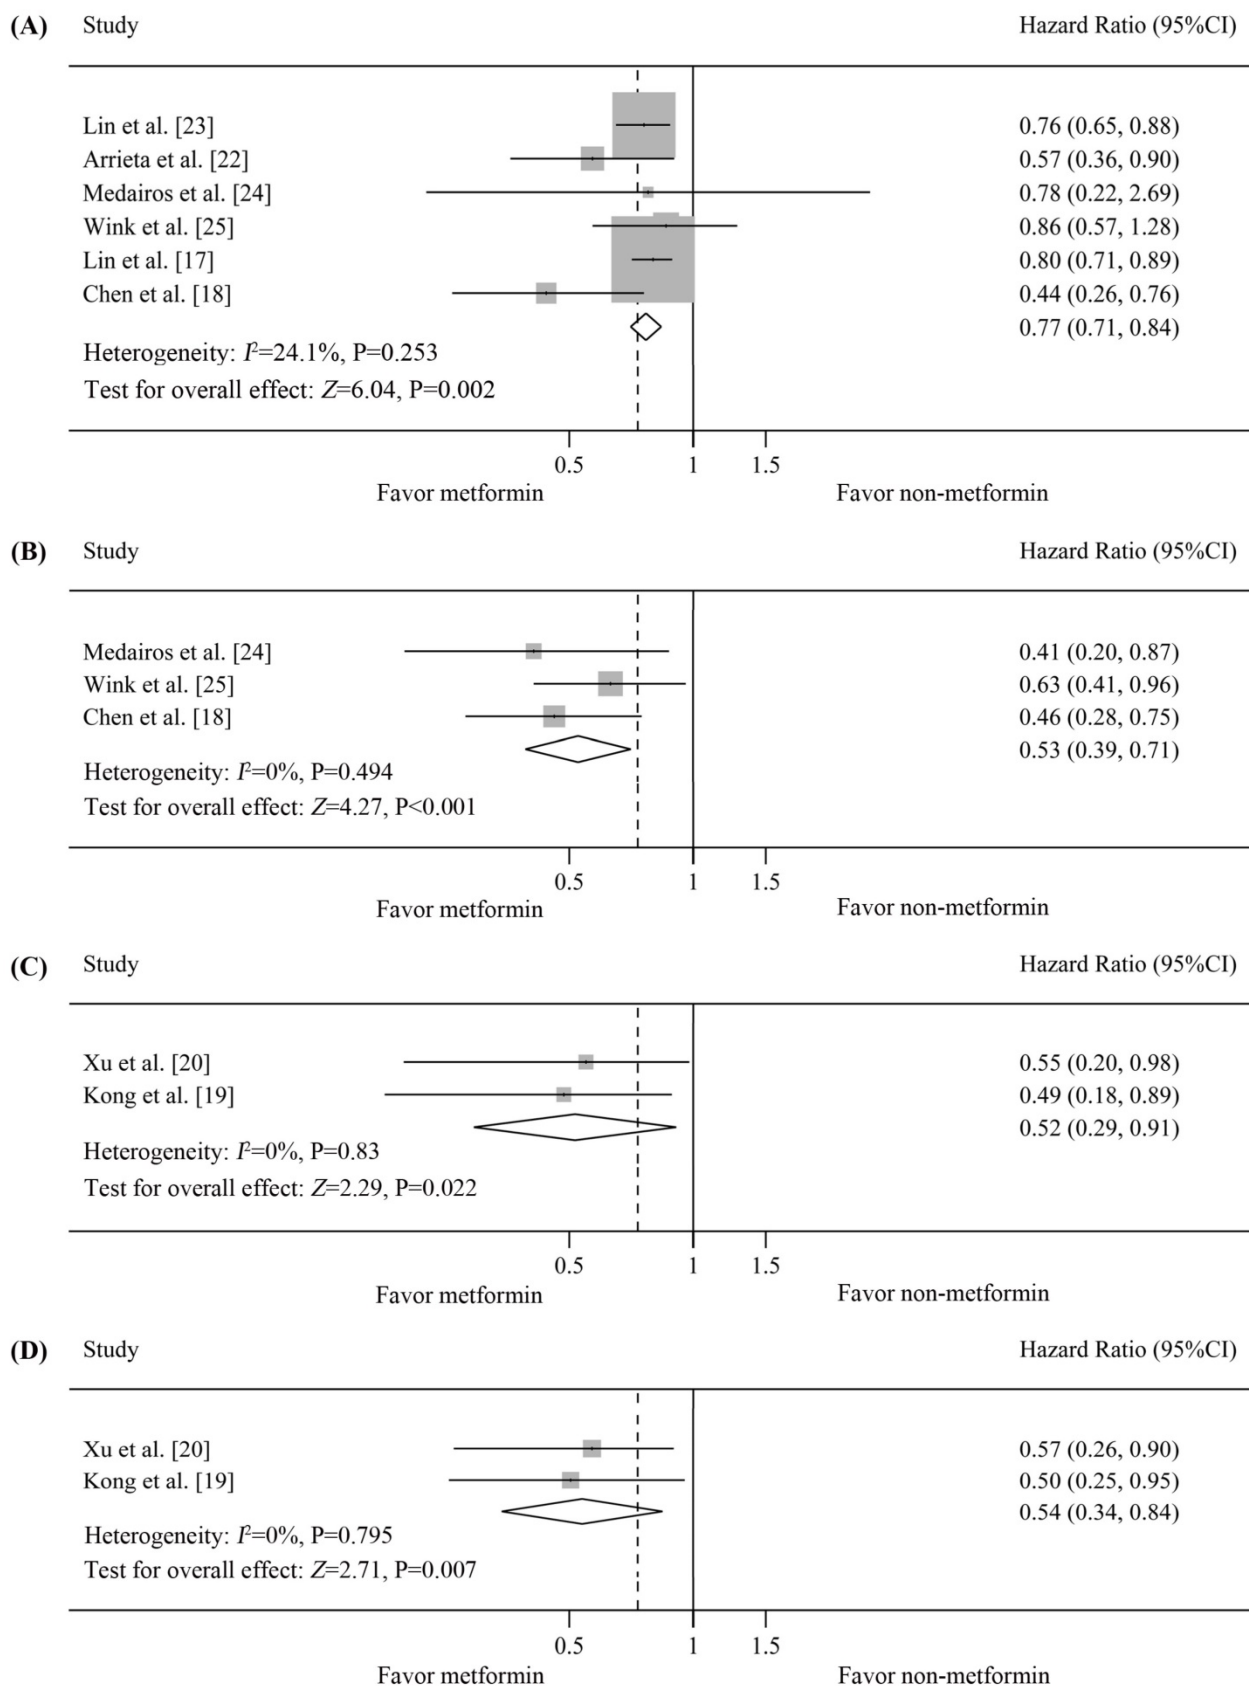 (A) Study Hazard Ratio (95%CI)
Lin et al. [23] 0.76 (0.65, 0.88)
Arrieta et al. [22] 0.57 (0.36, 0.90)
Medairos et al. [24] 0.78 (0.22, 2.69)
Wink et al. [25] 0.86 (0.57, 1.28)
Lin et al. [17] 0.80 (0.71, 0.89)
Chen et al. [18] 0.44 (0.26, 0.76)
0.77 (0.71, 0.84)
Heterogeneity: I²=24.1%, P=0.253
Test for overall effect: Z=6.04, P=0.002
0.5 1 1.5
Favor metformin Favor non-metformin
(B) Study Hazard Ratio (95%CI)
Medairos et al. [24] 0.41 (0.20, 0.87)
Wink et al. [25] 0.63 (0.41, 0.96)
Chen et al. [18] 0.46 (0.28, 0.75)
0.53 (0.39, 0.71)
Heterogeneity: I²=0%, P=0.494
Test for overall effect: Z=4.27, P<0.001
0.5 1 1.5
Favor metformin Favor non-metformin
(C) Study Hazard Ratio (95%CI)
Xu et al. [20] 0.55 (0.20, 0.98)
Kong et al. [19] 0.49 (0.18, 0.89)
0.52 (0.29, 0.91)
Heterogeneity: I²=0%, P=0.83
Test for overall effect: Z=2.29, P=0.022
0.5 1 1.5
Favor metformin Favor non-metformin
(D) Study Hazard Ratio (95%CI)
Xu et al. [20] 0.57 (0.26, 0.90)
Kong et al. [19] 0.50 (0.25, 0.95)
0.54 (0.34, 0.84)
Heterogeneity: I²=0%, P=0.795
Test for overall effect: Z=2.71, P=0.007
0.5 1 1.5
Favor metformin Favor non-metformin